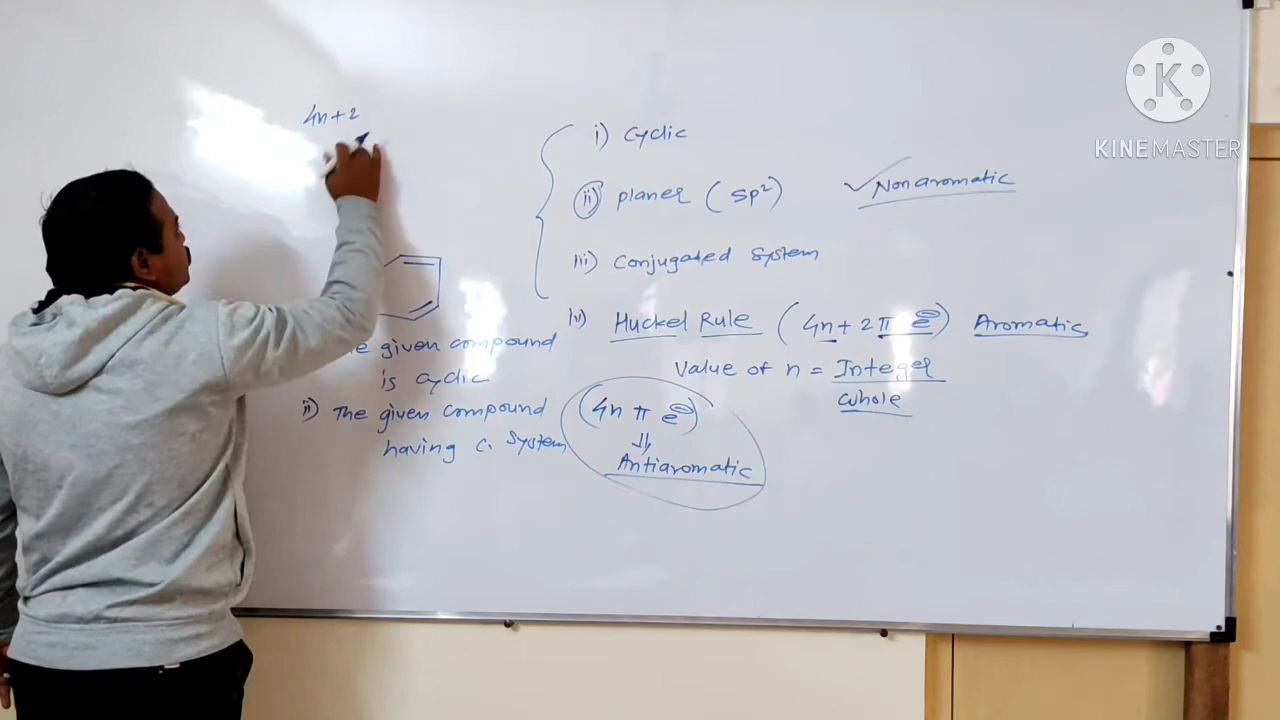 4n+2
i) Cyclic
ii) planer (sp²)
✓Nonaromatic
iii) Conjugated System
iv) Huckel Rule (4n+2 π e⊖) Aromatic
Value of n = Integer
Whole
given compound
is cyclic
ii) The given compound
having C. System
(4n π e⊖)
⇓
Antiaromatic
K
KINEMASTER